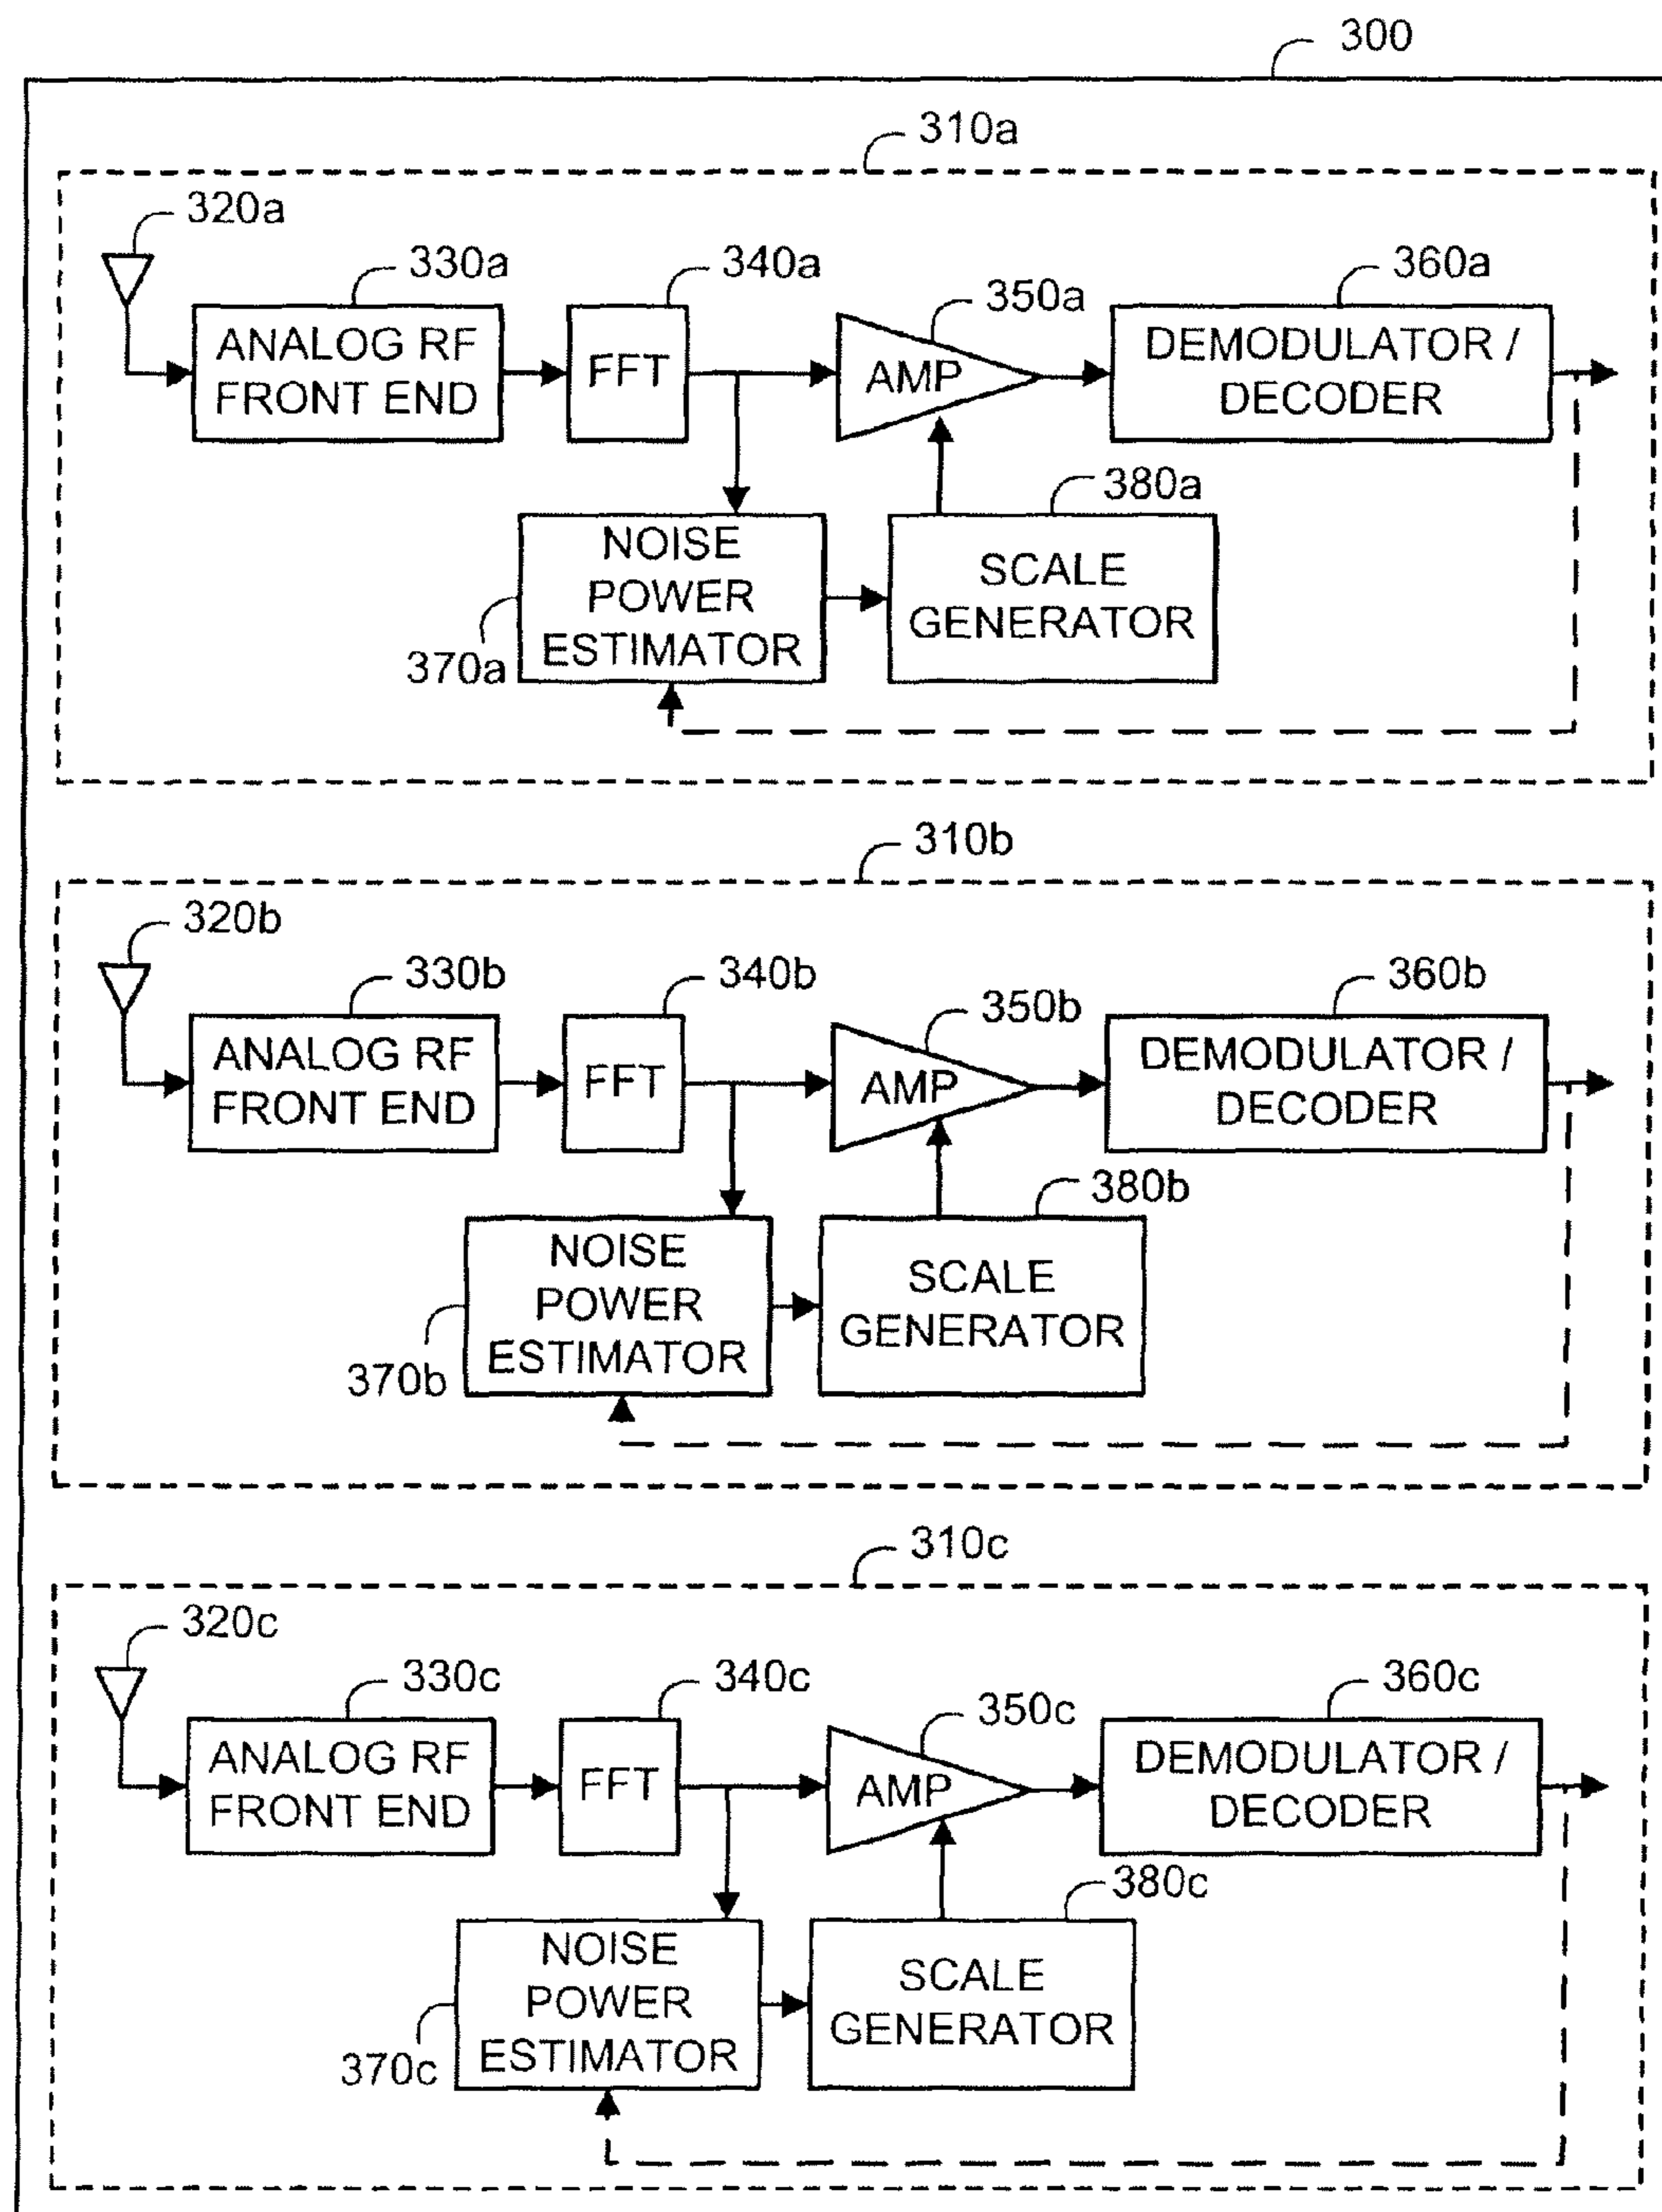 300
310a
320a
330a
340a
350a
360a
ANALOG RF
FRONT END
FFT
AMP
DEMODULATOR /
DECODER
380a
NOISE
POWER
ESTIMATOR
SCALE
GENERATOR
370a
310b
320b
330b
340b
350b
360b
ANALOG RF
FRONT END
FFT
AMP
DEMODULATOR /
DECODER
380b
NOISE
POWER
ESTIMATOR
SCALE
GENERATOR
370b
310c
320c
330c
340c
350c
360c
ANALOG RF
FRONT END
FFT
AMP
DEMODULATOR /
DECODER
380c
NOISE
POWER
ESTIMATOR
SCALE
GENERATOR
370c